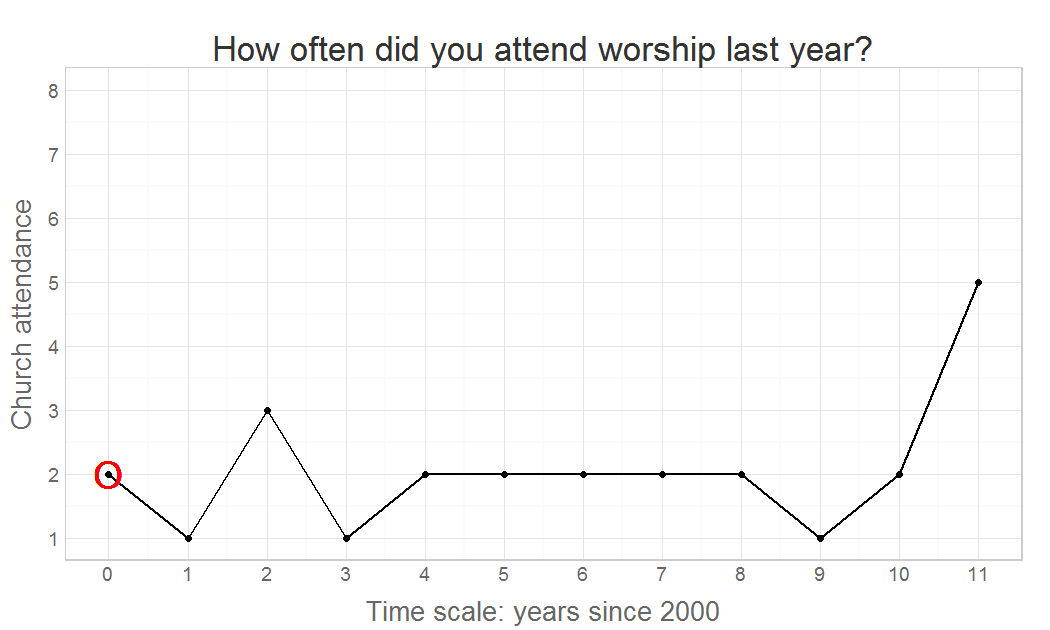 How often did you attend worship last year?
8
7
6
5
4
3
2
1
Church attendance
0 1 2 3 4 5 6 7 8 9 10 11
Time scale: years since 2000